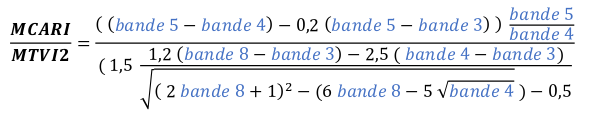 MCARI / MTVI2 = ( ( (bande 5 − bande 4) − 0,2 (bande 5 − bande 3) ) bande 5 / bande 4 ) / ( 1,5 1,2 (bande 8 − bande 3) − 2,5 ( bande 4 − bande 3) / √( 2 bande 8 + 1)² − (6 bande 8 − 5 √bande 4 ) − 0,5